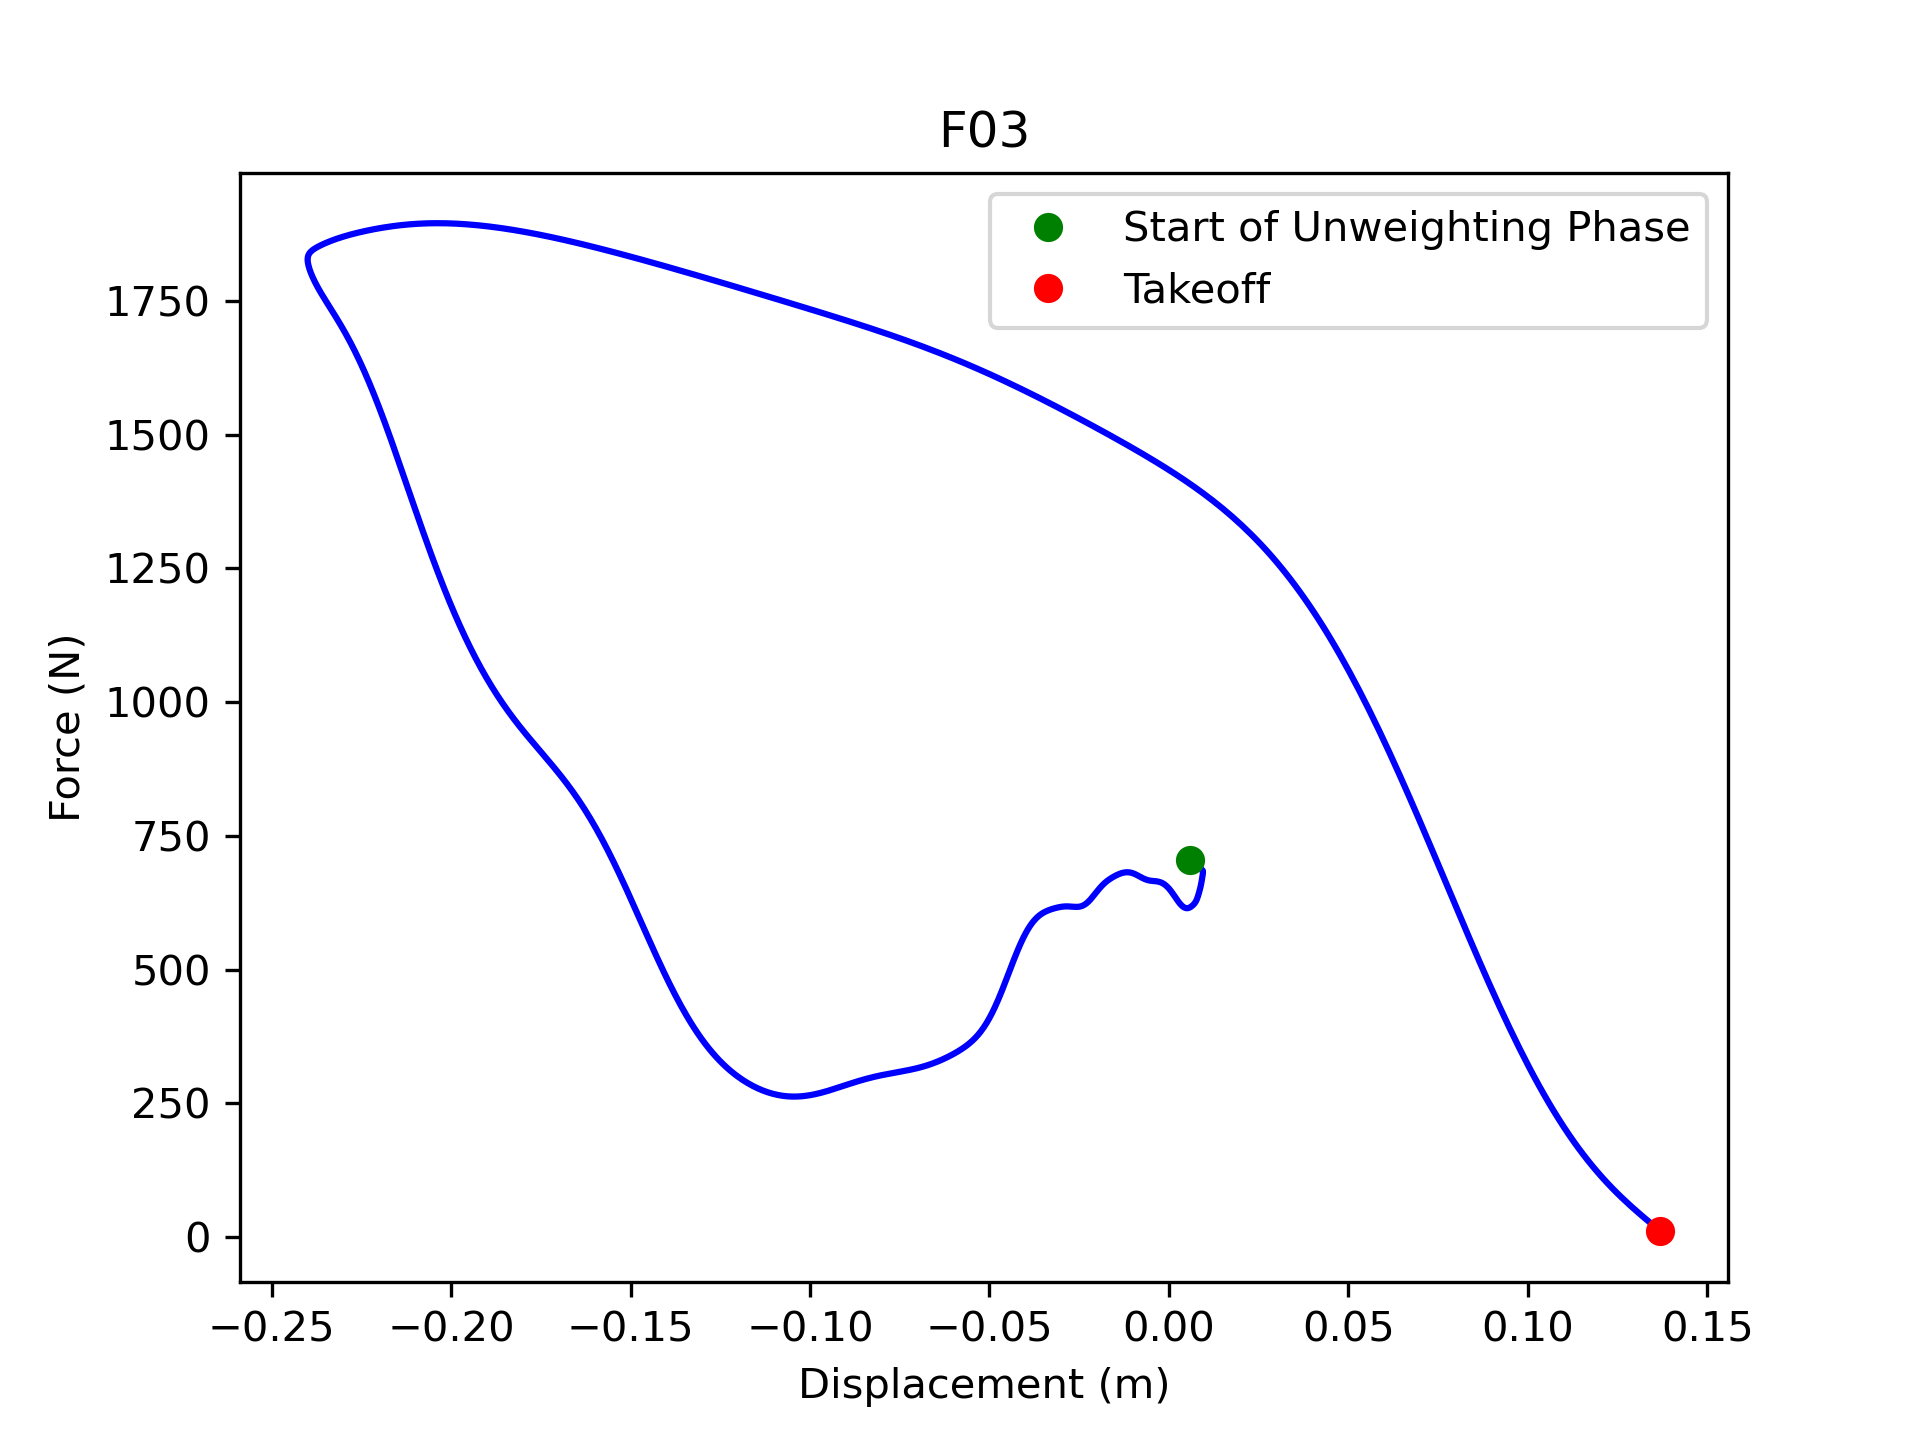 F03
Start of Unweighting Phase
Takeoff
1750
1500
1250
1000
750
500
250
0
Force (N)
−0.25 −0.20 −0.15 −0.10 −0.05 0.00 0.05 0.10 0.15
Displacement (m)